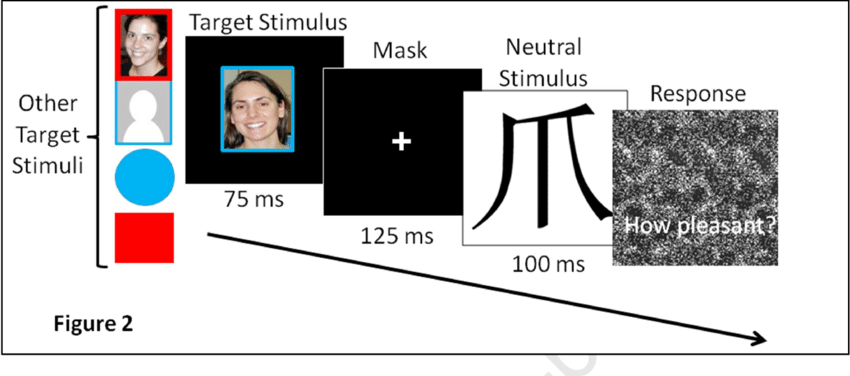 Target Stimulus
Mask
Neutral
Stimulus
Response
Other
Target
Stimuli
爪
How pleasant?
75 ms
125 ms
100 ms
Figure 2